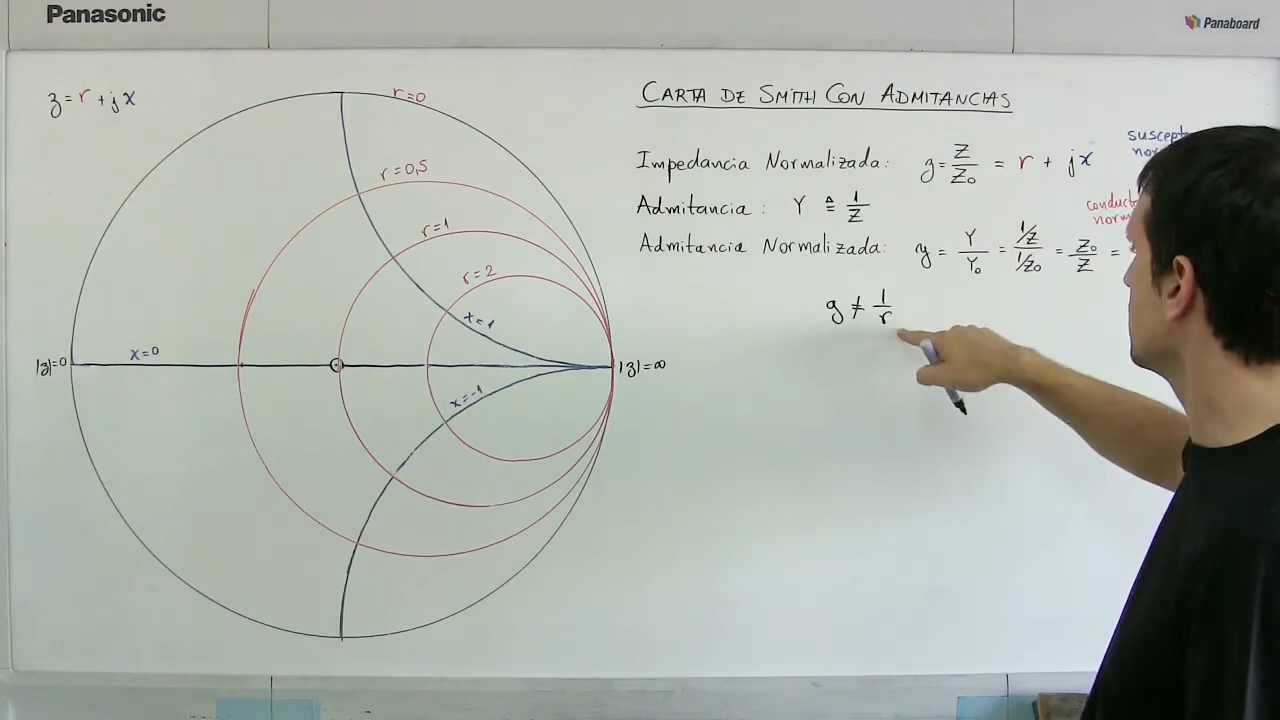 Panasonic
Panaboard
z = r + jx
r=0
r=0,5
r=1
r=2
x=1
x=0
|z|=0
|z|=∞
x=-1
CARTA DE SMITH CON ADMITANCIAS
Impedancia Normalizada: z = Z/Z₀ = r + jx
Admitancia: Y ≜ 1/Z
Admitancia Normalizada: y = Y/Y₀ = (1/Z)/(1/Z₀) = Z₀/Z =
g ≠ 1/r